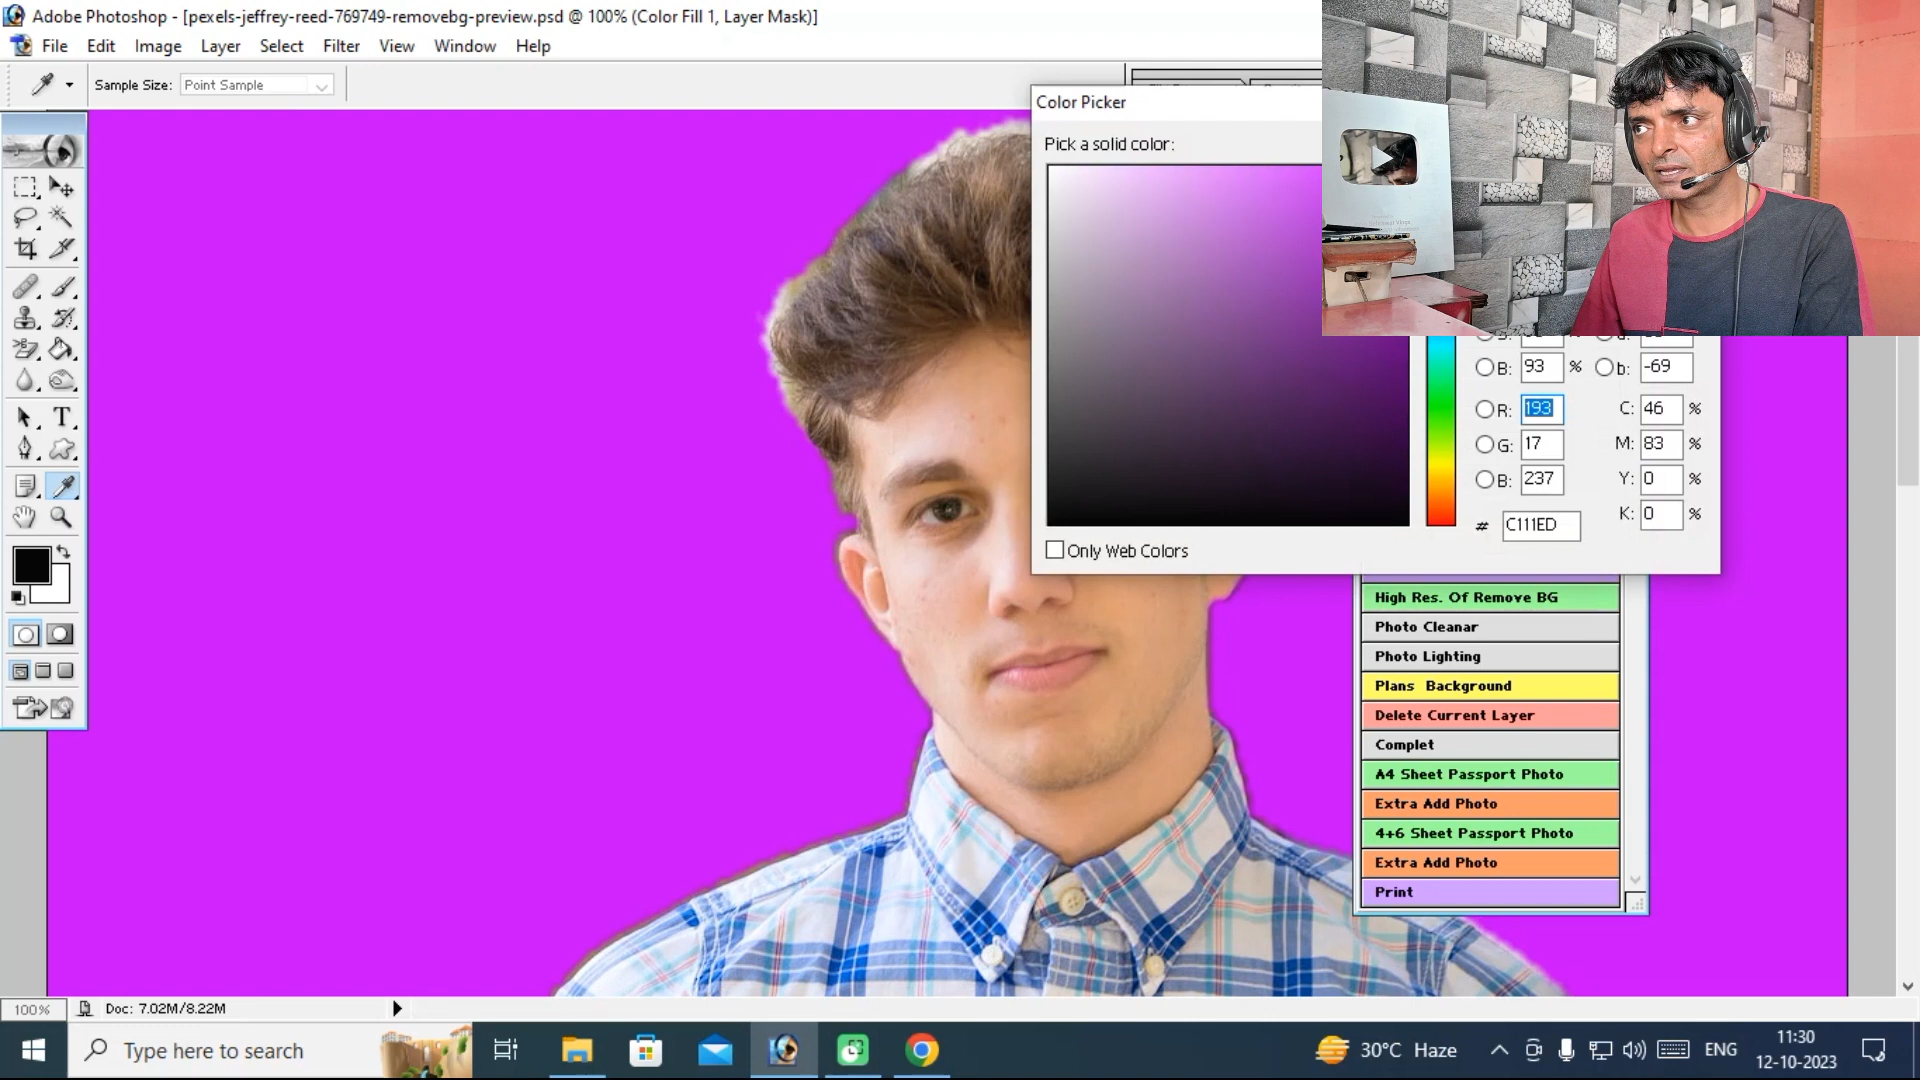 Adobe Photoshop - [pexels-jeffrey-reed-769749-removebg-preview.psd @ 100% (Color Fill 1, Layer Mask)]
File Edit Image Layer Select Filter View Window Help
Sample Size: Point Sample
Color Picker
Pick a solid color:
B: 93 % b: -69
R: 193 C: 46 %
G: 17 M: 83 %
B: 237 Y: 0 %
# C111ED K: 0 %
Only Web Colors
High Res. Of Remove BG
Photo Cleanar
Photo Lighting
Plans Background
Delete Current Layer
Complet
A4 Sheet Passport Photo
Extra Add Photo
4+6 Sheet Passport Photo
Extra Add Photo
Print
100% Doc: 7.02M/8.22M
Type here to search
30°C Haze
ENG
11:30
12-10-2023